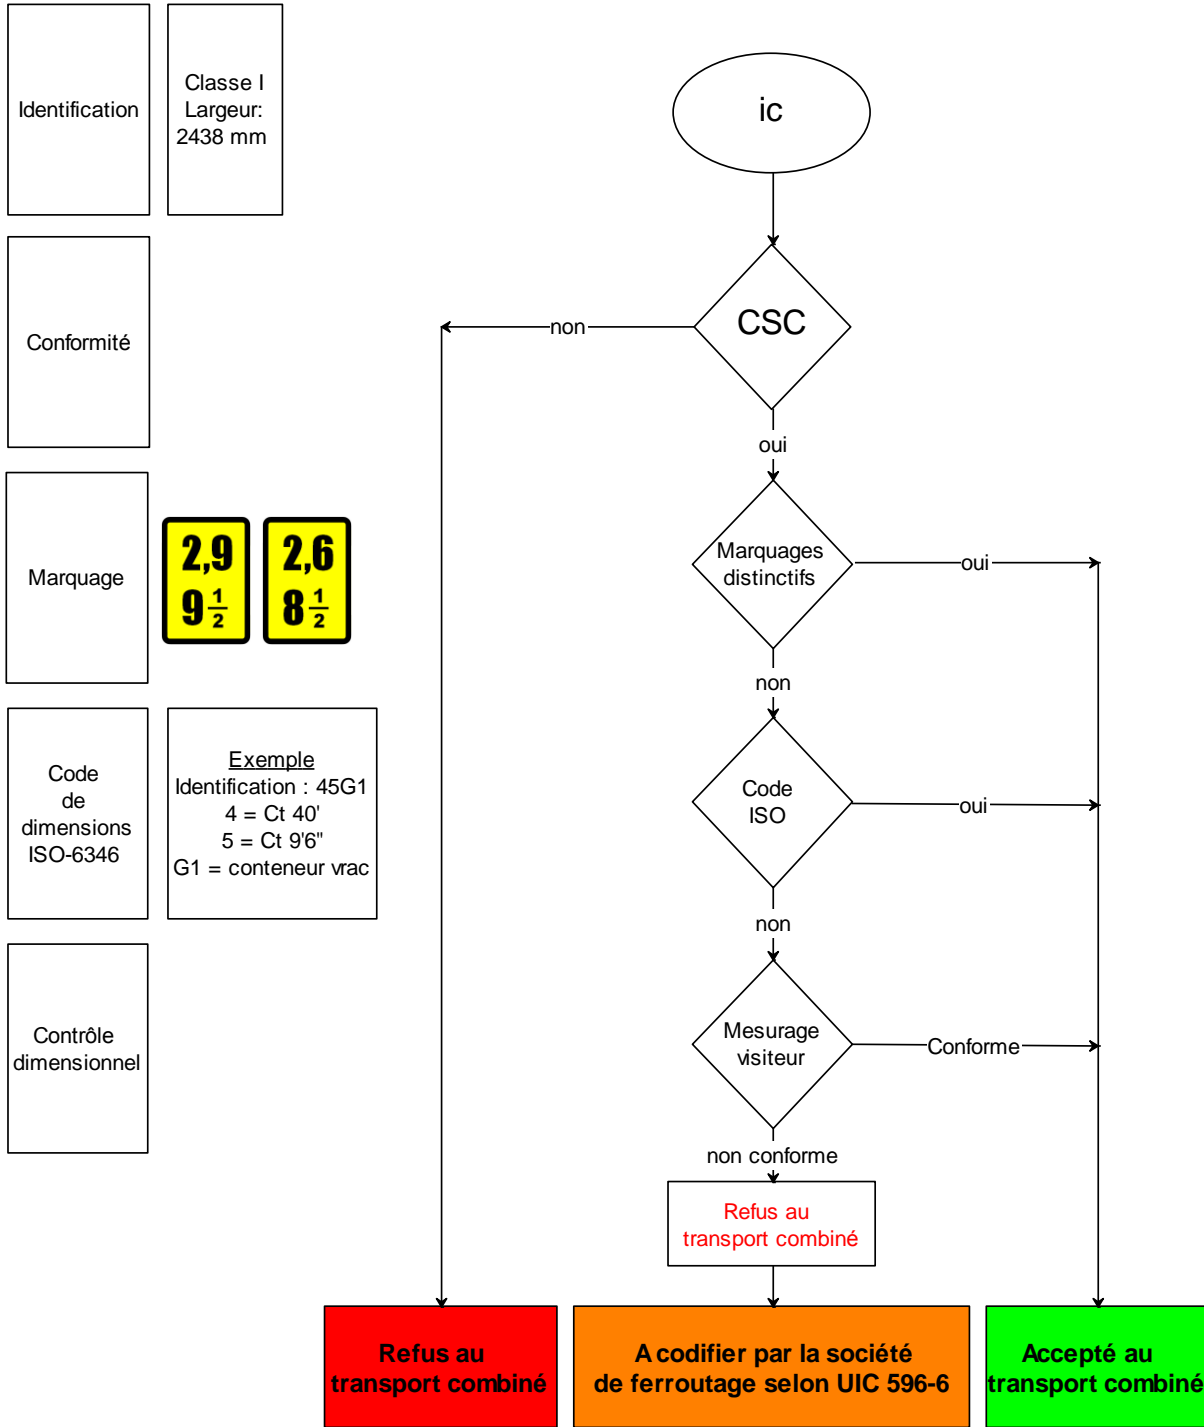 Identification
Classe I
Largeur:
2438 mm
ic
Conformité
CSC
non
oui
Marquage
2,9
9 1/2
2,6
8 1/2
Marquages
distinctifs
oui
non
Code
de
dimensions
ISO-6346
Exemple
Identification : 45G1
4 = Ct 40'
5 = Ct 9'6"
G1 = conteneur vrac
Code
ISO
oui
non
Contrôle
dimensionnel
Mesurage
visiteur
Conforme
non conforme
Refus au
transport combiné
Refus au
transport combiné
A codifier par la société
de ferroutage selon UIC 596-6
Accepté au
transport combiné